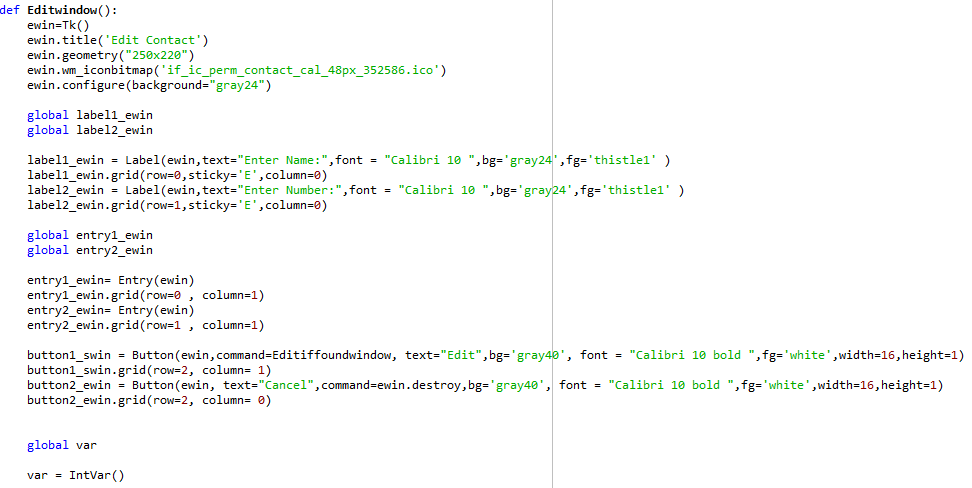 def Editwindow():
    ewin=Tk()
    ewin.title('Edit Contact')
    ewin.geometry("250x220")
    ewin.wm_iconbitmap('if_ic_perm_contact_cal_48px_352586.ico')
    ewin.configure(background="gray24")
    global label1_ewin
    global label2_ewin
    label1_ewin = Label(ewin,text="Enter Name:",font = "Calibri 10 ",bg='gray24',fg='thistle1' )
    label1_ewin.grid(row=0,sticky='E',column=0)
    label2_ewin = Label(ewin,text="Enter Number:",font = "Calibri 10 ",bg='gray24',fg='thistle1' )
    label2_ewin.grid(row=1,sticky='E',column=0)
    global entry1_ewin
    global entry2_ewin
    entry1_ewin= Entry(ewin)
    entry1_ewin.grid(row=0 , column=1)
    entry2_ewin= Entry(ewin)
    entry2_ewin.grid(row=1 , column=1)
    button1_swin = Button(ewin,command=Editiffoundwindow, text="Edit",bg='gray40', font = "Calibri 10 bold ",fg='white',width=16,height=1)
    button1_swin.grid(row=2, column= 1)
    button2_ewin = Button(ewin, text="Cancel",command=ewin.destroy,bg='gray40', font = "Calibri 10 bold ",fg='white',width=16,height=1)
    button2_ewin.grid(row=2, column= 0)
    global var
    var = IntVar()